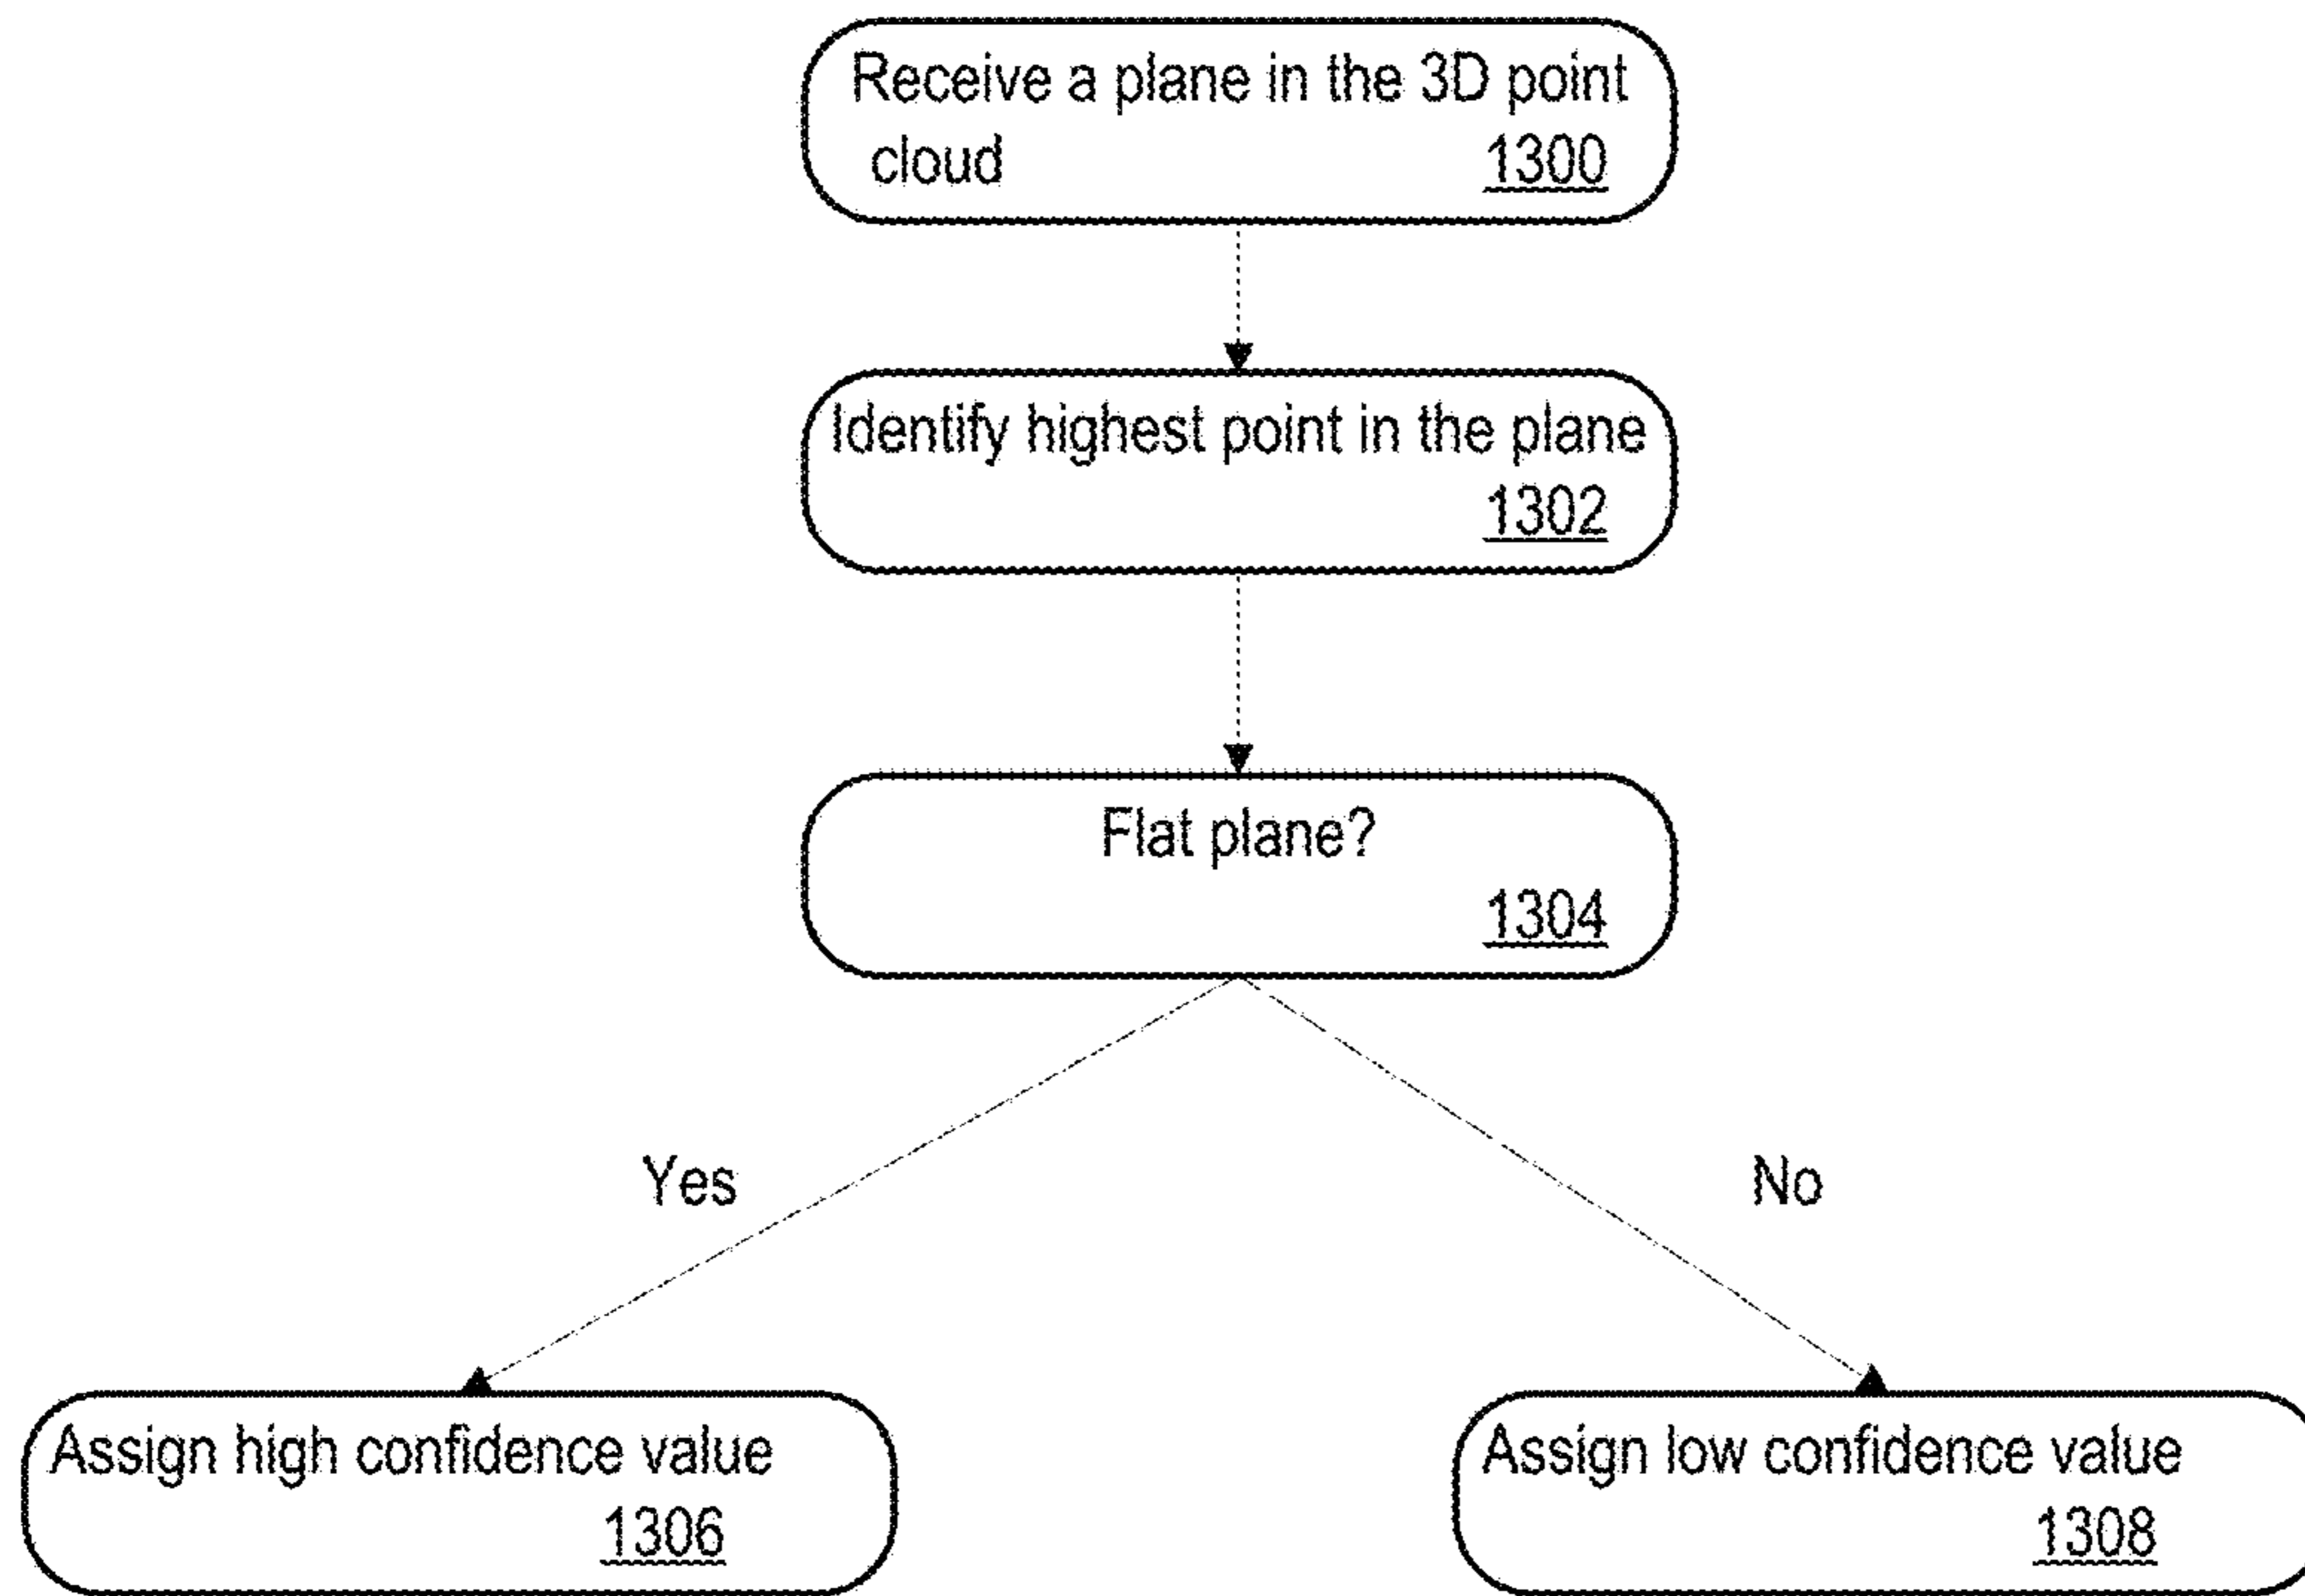 Receive a plane in the 3D point
cloud 1300
Identify highest point in the plane
1302
Flat plane?
1304
Yes
No
Assign high confidence value
1306
Assign low confidence value
1308